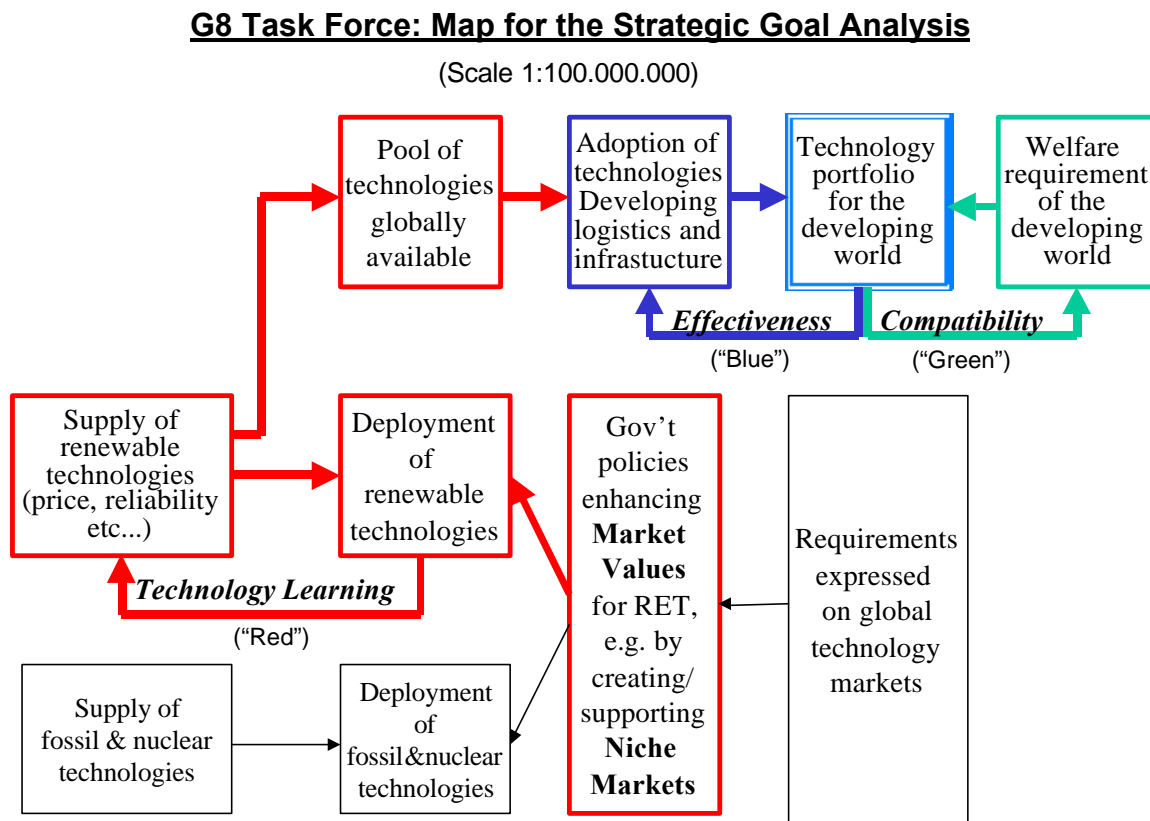 G8 Task Force: Map for the Strategic Goal Analysis
(Scale 1:100.000.000)
Pool of
technologies
globally
available
Adoption of
technologies
Developing
logistics and
infrastucture
Technology
portfolio
for the
developing
world
Welfare
requirement
of the
developing
world
Effectiveness
("Blue")
Compatibility
("Green")
Supply of
renewable
technologies
(price, reliability
etc...)
Deployment
of
renewable
technologies
Technology Learning
("Red")
Gov't
policies
enhancing
Market
Values
for RET,
e.g. by
creating/
supporting
Niche
Markets
Requirements
expressed
on global
technology
markets
Supply of
fossil & nuclear
technologies
Deployment
of
fossil&nuclear
technologies